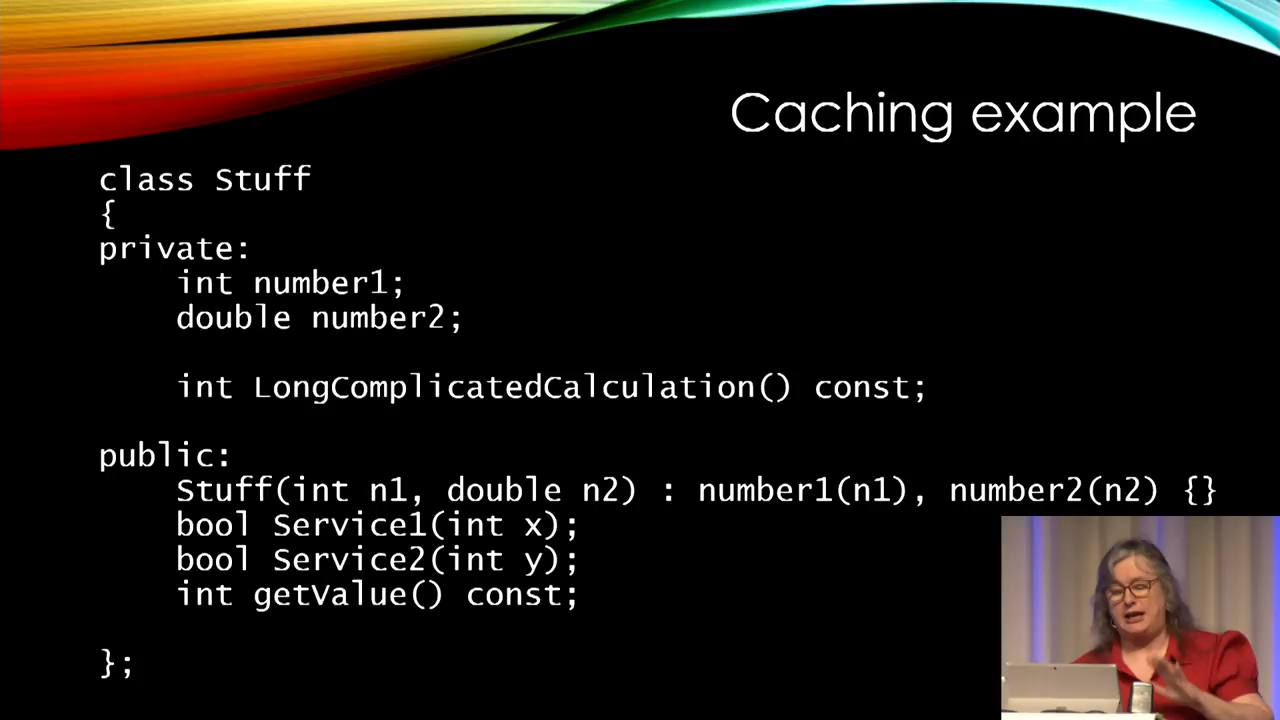 Caching example
class Stuff
{
private:
    int number1;
    double number2;
    int LongComplicatedCalculation() const;
public:
    Stuff(int n1, double n2) : number1(n1), number2(n2) {}
    bool Service1(int x);
    bool Service2(int y);
    int getValue() const;
};